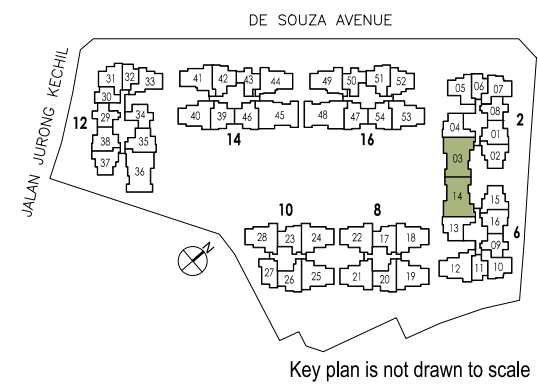 DE SOUZA AVENUE
JALAN JURONG KECHIL
31 32 33
30
29 34
12
38 35
37 36
41 42 43 44
40 39 46 45
14
49 50 51 52
48 47 54 53
16
05 06 07
08
2
04 01
03 02
14 15
13 16
6
09
12 11 10
10
28 23 24
27 26 25
8
22 17 18
21 20 19
N
Key plan is not drawn to scale